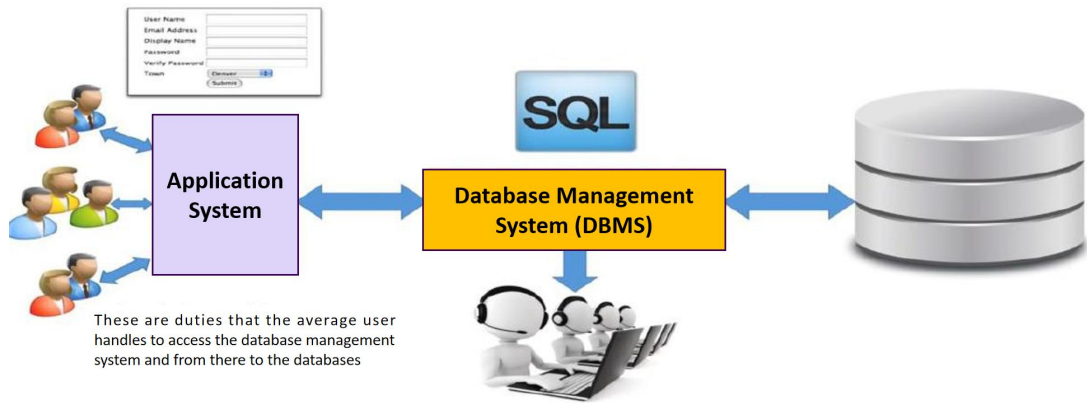 User Name
Email Address
Display Name
Password
Verify Password
Town
Denver
Submit
SQL
Application
System
Database Management
System (DBMS)
These are duties that the average user
handles to access the database management
system and from there to the databases